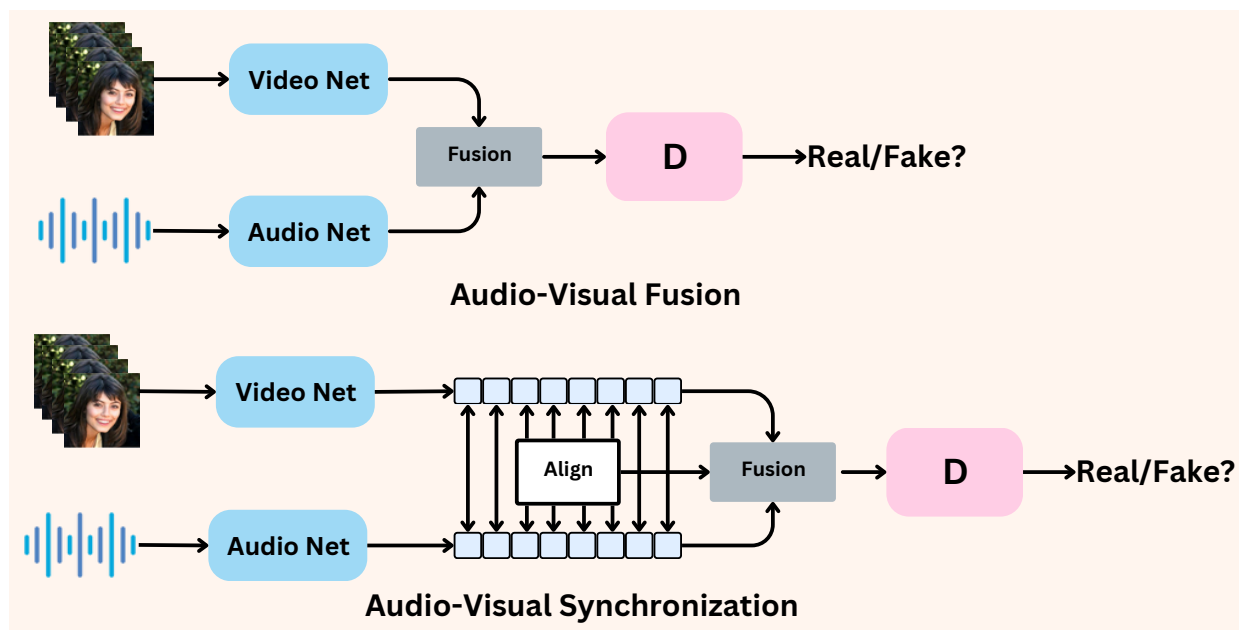 Video Net
Fusion
D
Real/Fake?
Audio Net
Audio-Visual Fusion
Video Net
Align
Fusion
D
Real/Fake?
Audio Net
Audio-Visual Synchronization